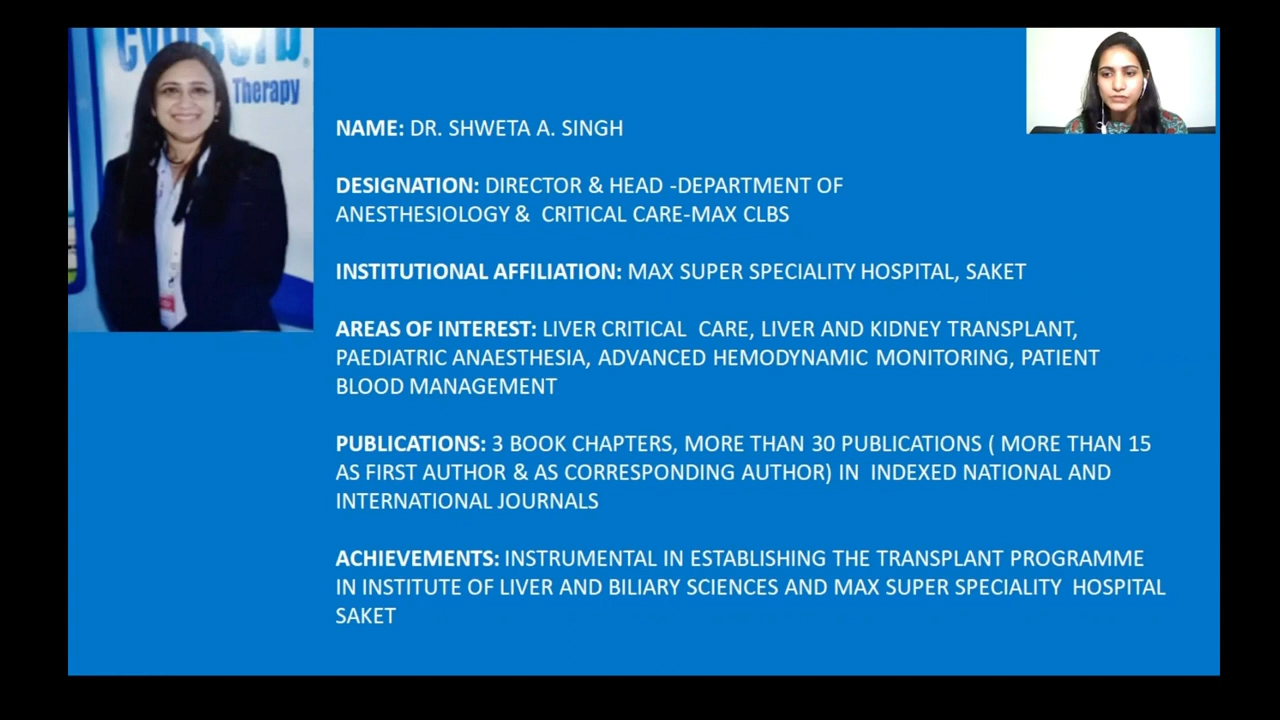 Therapy
NAME: DR. SHWETA A. SINGH
DESIGNATION: DIRECTOR & HEAD -DEPARTMENT OF
ANESTHESIOLOGY & CRITICAL CARE-MAX CLBS
INSTITUTIONAL AFFILIATION: MAX SUPER SPECIALITY HOSPITAL, SAKET
AREAS OF INTEREST: LIVER CRITICAL CARE, LIVER AND KIDNEY TRANSPLANT,
PAEDIATRIC ANAESTHESIA, ADVANCED HEMODYNAMIC MONITORING, PATIENT
BLOOD MANAGEMENT
PUBLICATIONS: 3 BOOK CHAPTERS, MORE THAN 30 PUBLICATIONS ( MORE THAN 15
AS FIRST AUTHOR & AS CORRESPONDING AUTHOR) IN INDEXED NATIONAL AND
INTERNATIONAL JOURNALS
ACHIEVEMENTS: INSTRUMENTAL IN ESTABLISHING THE TRANSPLANT PROGRAMME
IN INSTITUTE OF LIVER AND BILIARY SCIENCES AND MAX SUPER SPECIALITY HOSPITAL
SAKET